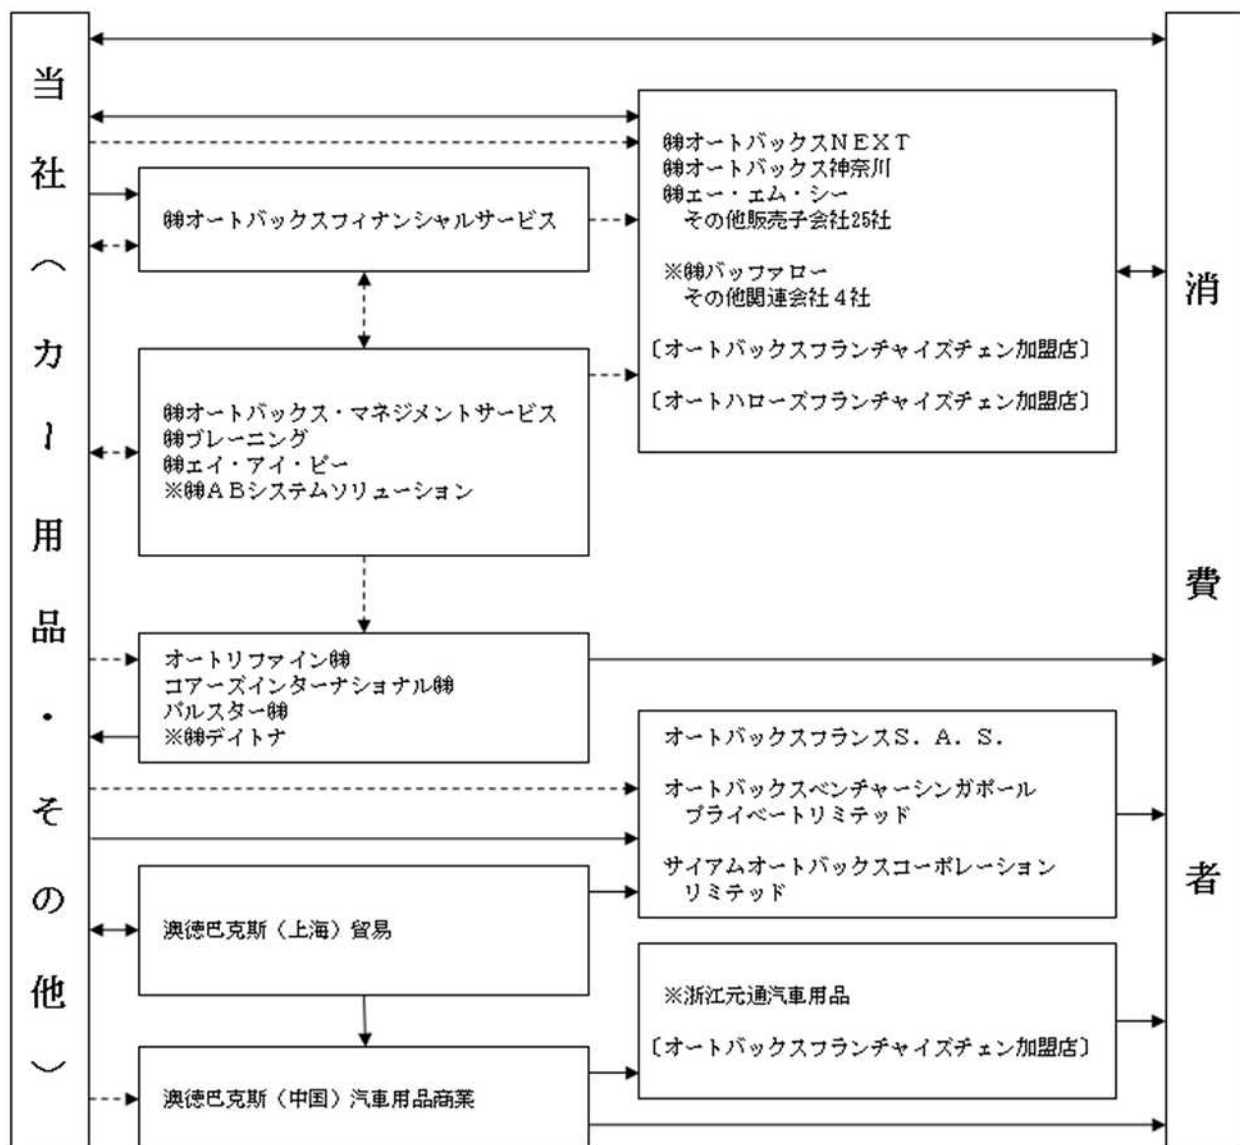 当社（カー用品・その他）
㈱オートバックスＮＥＸＴ
㈱オートバックス神奈川
㈱エー・エム・シー
その他販売子会社25社
※㈱バッファロー
その他関連会社４社
〔オートバックスフランチャイズチェン加盟店〕
〔オートハローズフランチャイズチェン加盟店〕
㈱オートバックスフィナンシャルサービス
㈱オートバックス・マネジメントサービス
㈱ブレーニング
㈱エイ・アイ・ピー
※㈱ＡＢシステムソリューション
オートリファイン㈱
コアーズインターナショナル㈱
パルスター㈱
※㈱デイトナ
オートバックスフランスＳ．Ａ．Ｓ．
オートバックスベンチャーシンガポール
プライベートリミテッド
サイアムオートバックスコーポレーション
リミテッド
澳徳巴克斯（上海）貿易
※浙江元通汽車用品
〔オートバックスフランチャイズチェン加盟店〕
澳徳巴克斯（中国）汽車用品商業
消費者